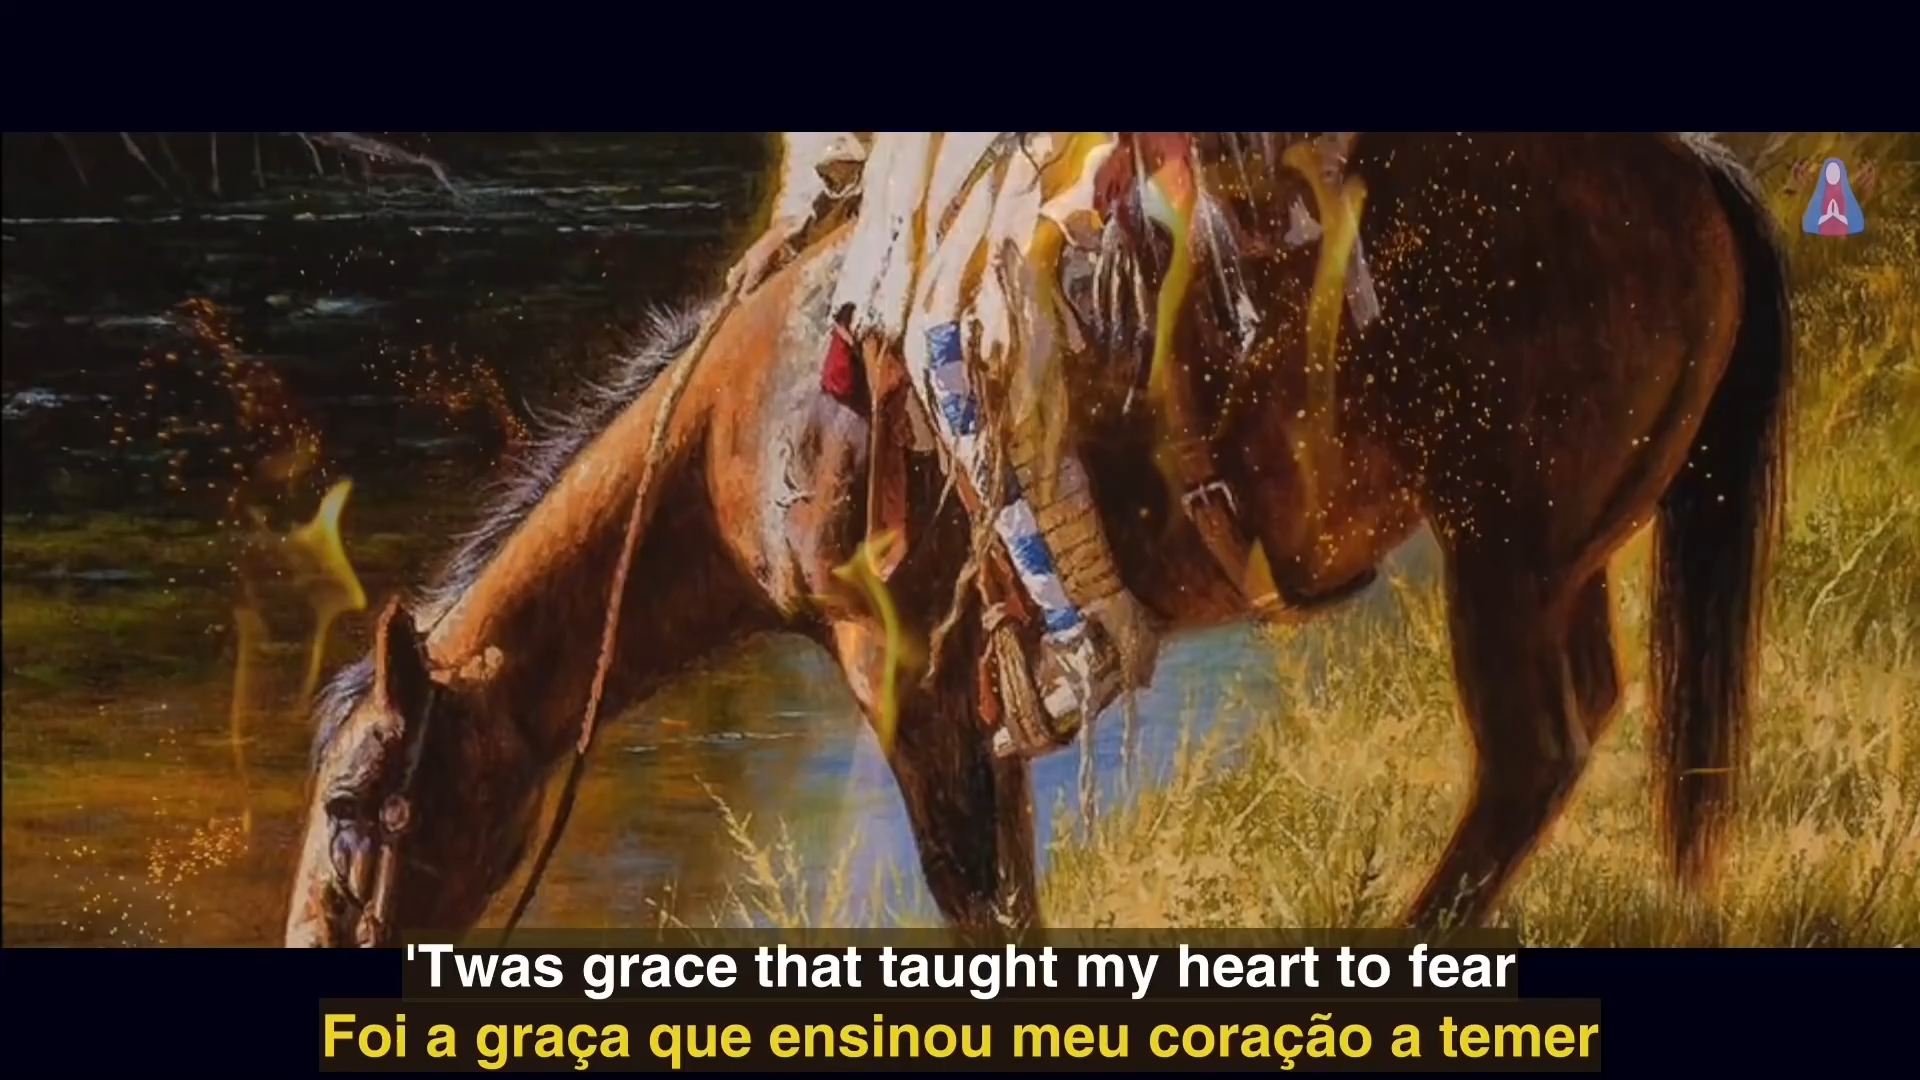 'Twas grace that taught my heart to fear
Foi a graça que ensinou meu coração a temer